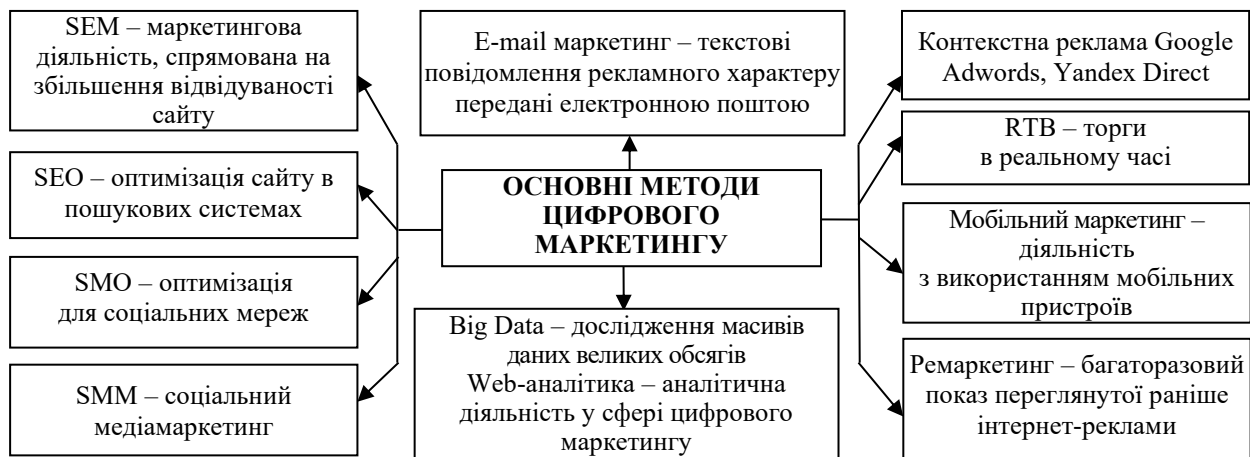 SEM – маркетингова
діяльність, спрямована на
збільшення відвідуваності
сайту
SEO – оптимізація сайту в
пошукових системах
SMO – оптимізація
для соціальних мереж
SMM – соціальний
медіамаркетинг
E-mail маркетинг – текстові
повідомлення рекламного характеру
передані електронною поштою
ОСНОВНІ МЕТОДИ
ЦИФРОВОГО
МАРКЕТИНГУ
Big Data – дослідження масивів
даних великих обсягів
Web-аналітика – аналітична
діяльність у сфері цифрового
маркетингу
Контекстна реклама Google
Adwords, Yandex Direct
RTB – торги
в реальному часі
Мобільний маркетинг –
діяльність
з використанням мобільних
пристроїв
Ремаркетинг – багаторазовий
показ переглянутої раніше
інтернет-реклами